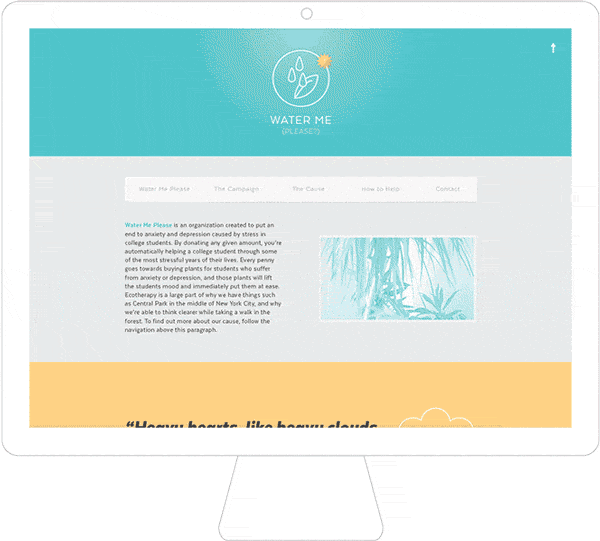 WATER ME
(PLEASE?)
Water Me Please The Campaign The Cause How to Help Contact
Water Me Please is an organization created to put an
end to anxiety and depression caused by stress in
college students. By donating any given amount, you're
automatically helping a college student through some
of the most stressful years of their lives. Every penny
goes towards buying plants for students who suffer
from anxiety or depression, and those plants will lift
the students mood and immediately put them at ease.
Ecotherapy is a large part of why we have things such
as Central Park in the middle of New York City, and why
we're able to think clearer while taking a walk in the
forest. To find out more about our cause, follow the
navigation above this paragraph.
“Heavy hearts, like heavy clouds